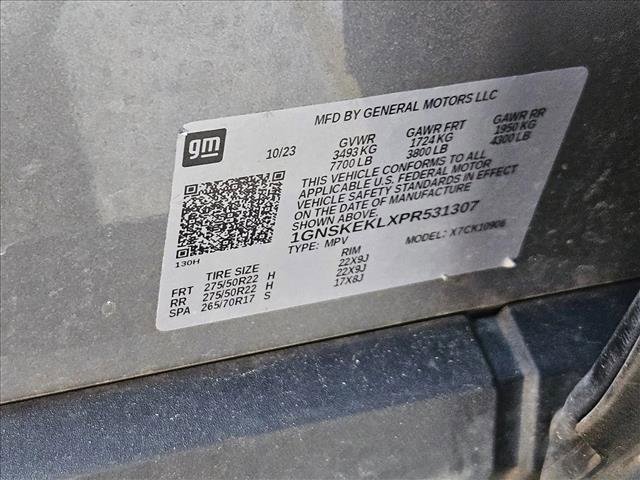 MFD BY GENERAL MOTORS LLC
gm
10/23 GVWR GAWR FRT GAWR RR
3493 KG 1724 KG 1950 KG
7700 LB 3800 LB 4300 LB
THIS VEHICLE CONFORMS TO ALL
APPLICABLE U.S. FEDERAL MOTOR
VEHICLE SAFETY STANDARDS IN EFFECT
ON THE DATE OF MANUFACTURE
SHOWN ABOVE.
1GNSKEKLXPR531307
TYPE: MPV MODEL: X7CK10906
130H
TIRE SIZE RIM
FRT 275/50R22 H 22X9J
RR 275/50R22 H 22X9J
SPA 265/70R17 S 17X8J